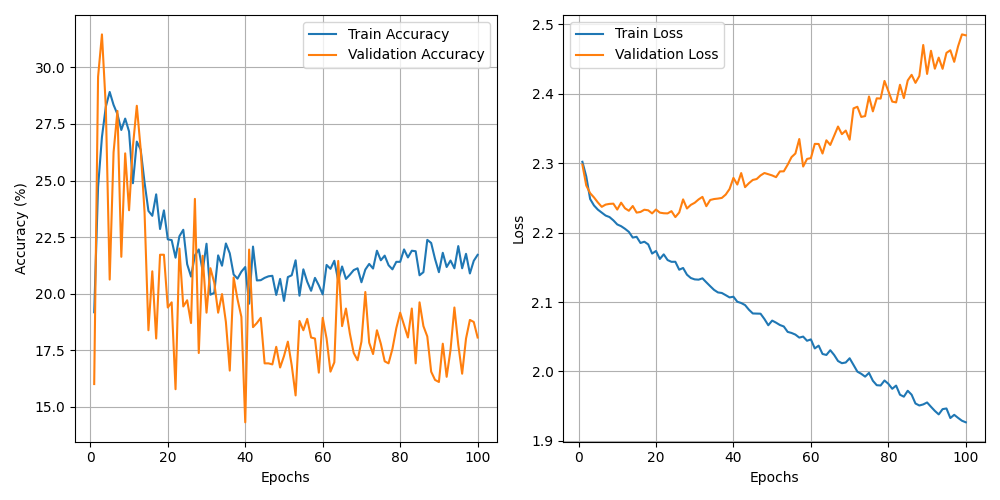 Train Accuracy
Validation Accuracy
30.0
27.5
25.0
22.5
20.0
17.5
15.0
Accuracy (%)
0 20 40 60 80 100
Epochs
Train Loss
Validation Loss
2.5
2.4
2.3
2.2
2.1
2.0
1.9
Loss
0 20 40 60 80 100
Epochs